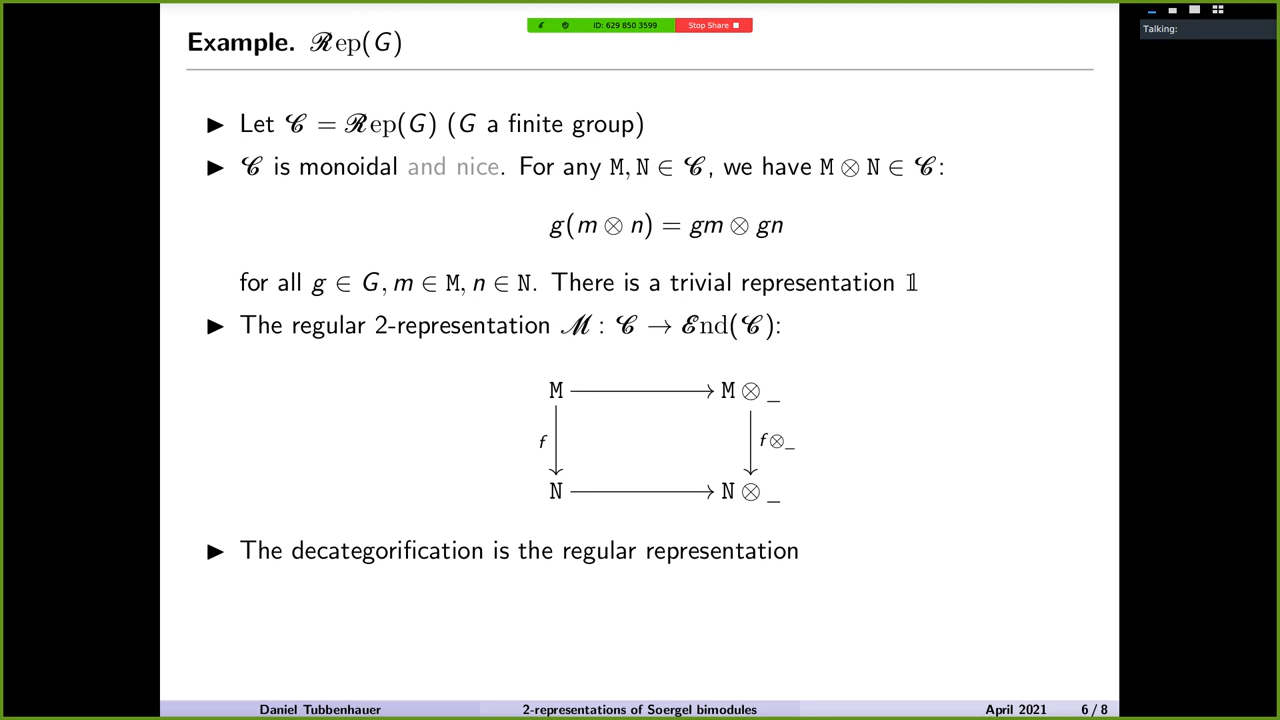 ID: 629 850 3599 Stop Share
Talking:
Example. ℛep(G)
▶ Let 𝒞 = ℛep(G) (G a finite group)
▶ 𝒞 is monoidal and nice. For any M, N ∈ 𝒞, we have M ⊗ N ∈ 𝒞:
g(m ⊗ n) = gm ⊗ gn
for all g ∈ G, m ∈ M, n ∈ N. There is a trivial representation 𝟙
▶ The regular 2-representation ℳ : 𝒞 → ℰnd(𝒞):
M → M ⊗ _
f f⊗_
N → N ⊗ _
▶ The decategorification is the regular representation
Daniel Tubbenhauer 2-representations of Soergel bimodules April 2021 6 / 8